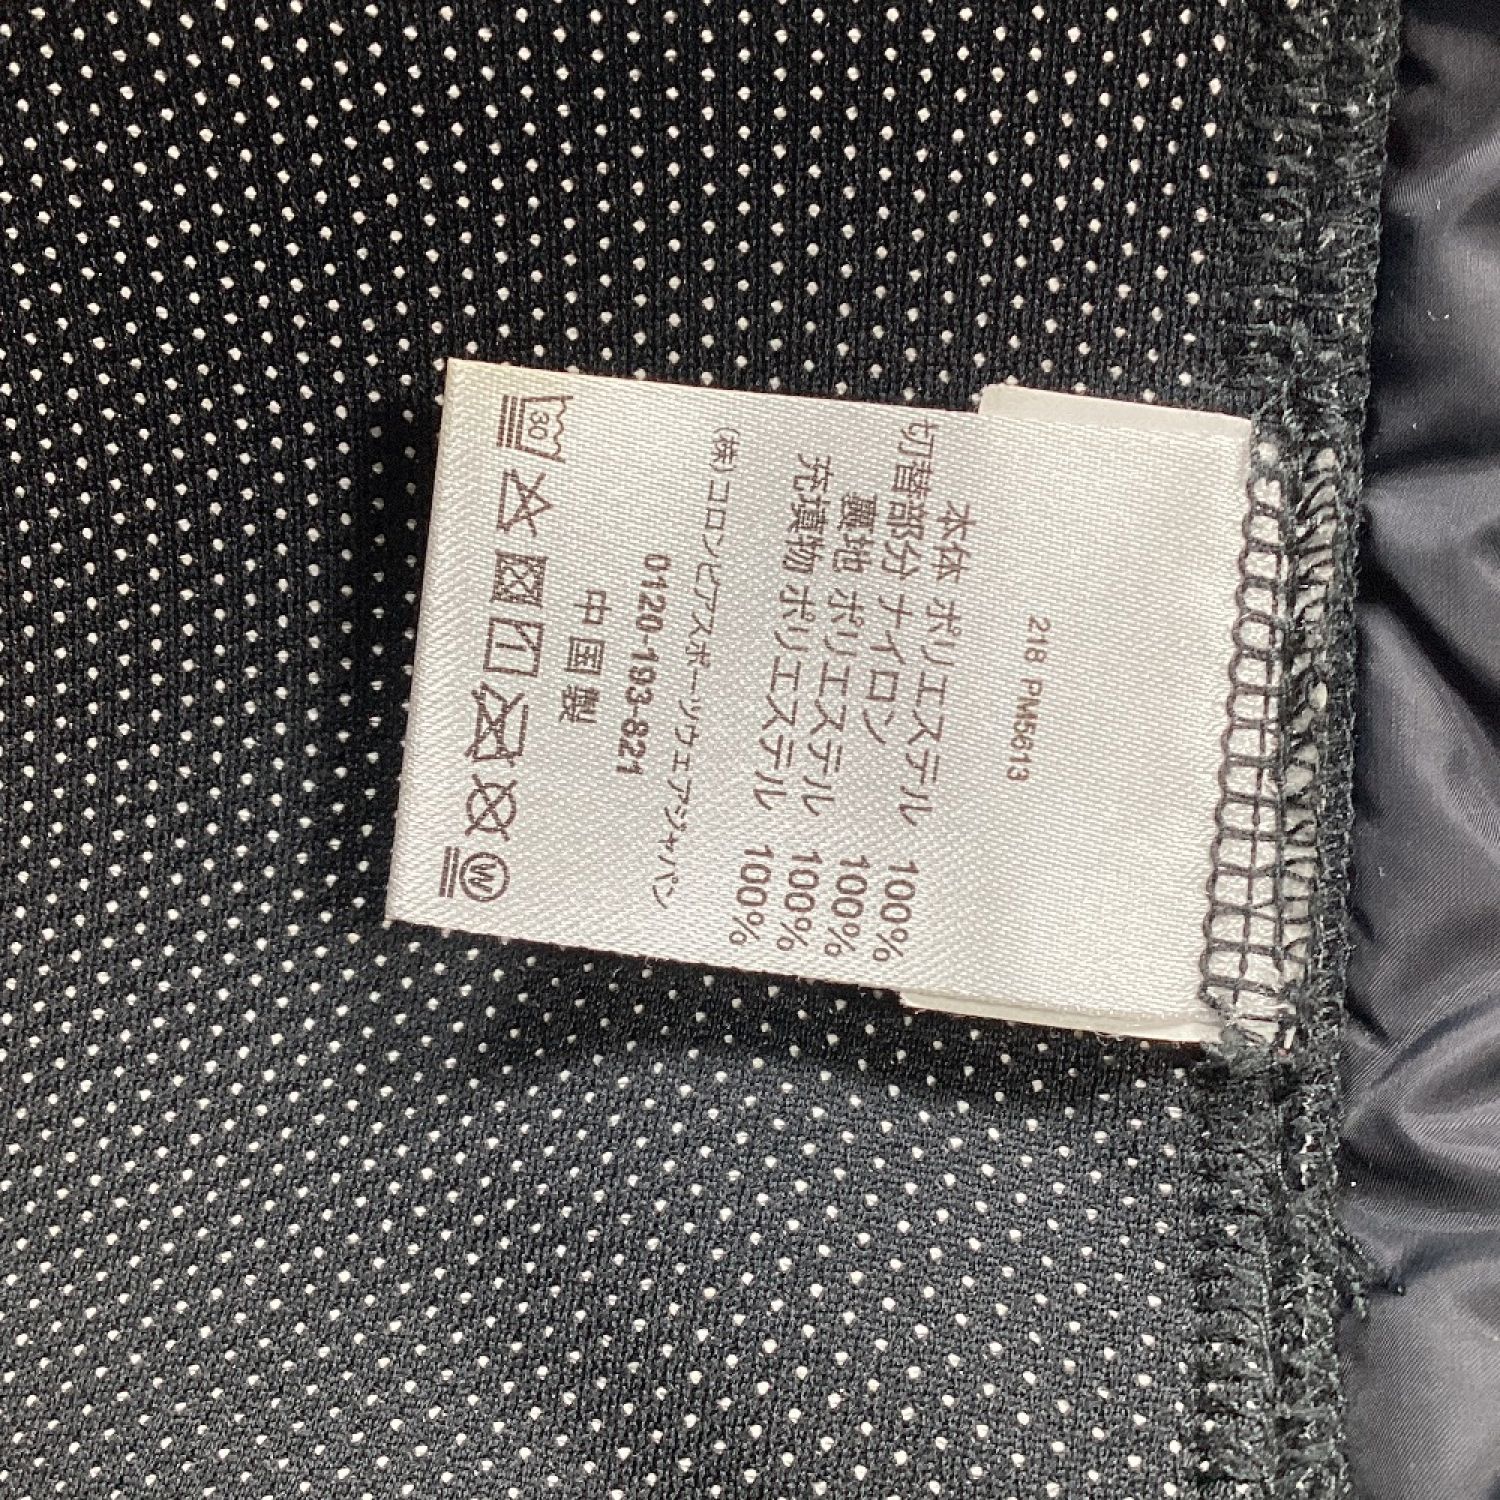 218 PM5613
本体 ポリエステル 100%
切替部分 ナイロン 100%
裏地 ポリエステル 100%
充填物 ポリエステル 100%
(株)コロンビアスポーツウェアジャパン
0120-193-821
中国製
30
W